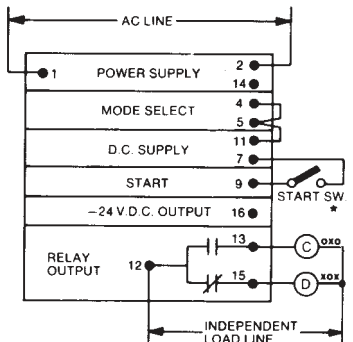 AC LINE
1 POWER SUPPLY 2
14
MODE SELECT 4
5
D.C. SUPPLY 11
7
START 9 START SW.
*
−24 V.D.C. OUTPUT 16
RELAY OUTPUT 12
13 C oxo
15 D xox
INDEPENDENT
LOAD LINE